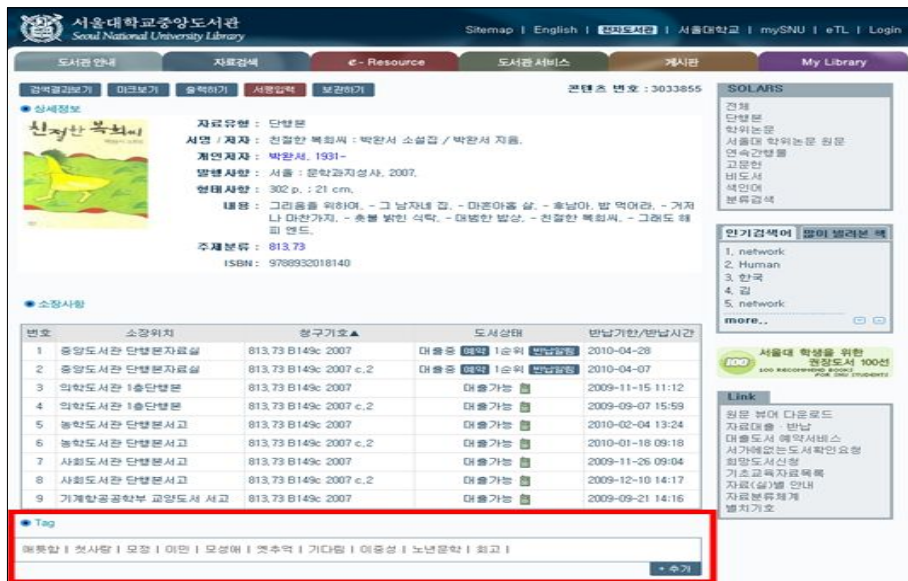 서울대학교중앙도서관
Seoul National University Library
Sitemap | English | 전자도서관 | 서울대학교 | mySNU | eTL | Login
도서관 안내 자료검색 e - Resource 도서관 서비스 게시판 My Library
검색결과보기 마크보기 출력하기 서평입력 보관하기 콘텐츠 번호 : 3033855
상세정보
친절한 복희씨
자료유형 : 단행본
서명 / 저자 : 친절한 복희씨 : 박완서 소설집 / 박완서 지음.
개인저자 : 박완서, 1931-
발행사항 : 서울 : 문학과지성사, 2007.
형태사항 : 302 p. ; 21 cm.
내용 : 그리움을 위하여. - 그 남자네 집. - 마흔아홉 살. - 후남아, 밥 먹어라. - 거저
나 마찬가지. - 촛불 밝힌 식탁. - 대범한 밥상. - 친절한 복희씨. - 그래도 해
피 엔드.
주제분류 : 813.73
ISBN : 9788932018140
소장사항
번호 소장위치 청구기호▲ 도서상태 반납기한/반납시간
1 중앙도서관 단행본자료실 813.73 B149c 2007 대출중 예약 1순위 반납알림 2010-04-28
2 중앙도서관 단행본자료실 813.73 B149c 2007 c.2 대출중 예약 1순위 반납알림 2010-04-07
3 의학도서관 1층단행본 813.73 B149c 2007 대출가능 2009-11-15 11:12
4 의학도서관 1층단행본 813.73 B149c 2007 c.2 대출가능 2009-09-07 15:59
5 농학도서관 단행본서고 813.73 B149c 2007 대출가능 2010-02-04 13:24
6 농학도서관 단행본서고 813.73 B149c 2007 c.2 대출가능 2010-01-18 09:18
7 사회도서관 단행본서고 813.73 B149c 2007 대출가능 2009-11-26 09:04
8 사회도서관 단행본서고 813.73 B149c 2007 c.2 대출가능 2009-12-10 14:17
9 기계항공공학부 교양도서 서고 813.73 B149c 2007 대출가능 2009-09-21 14:16
Tag
애틋함 | 첫사랑 | 모정 | 이민 | 모성애 | 옛추억 | 기다림 | 이중성 | 노년문학 | 회고 |
+ 추가
SOLARS
전체
단행본
학위논문
서울대 학위논문 원문
연속간행물
고문헌
비도서
색인어
분류검색
인기검색어 많이 빌려본 책
1. network
2. Human
3. 한국
4. 김
5. network
more..
100 서울대 학생을 위한
권장도서 100선
100 RECOMMEND BOOKS
FOR SNU STUDENTS
Link
원문 뷰어 다운로드
자료대출 · 반납
대출도서 예약서비스
서가에없는도서확인요청
희망도서신청
기초교육자료목록
자료(실)별 안내
자료분류체계
별치기호